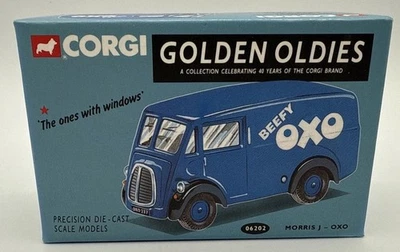 CORGI
GOLDEN OLDIES
A COLLECTION CELEBRATING 40 YEARS OF THE CORGI BRAND
'The ones with windows'
BEEFY
OXO
PRECISION DIE-CAST
SCALE MODELS
06202
MORRIS J - OXO